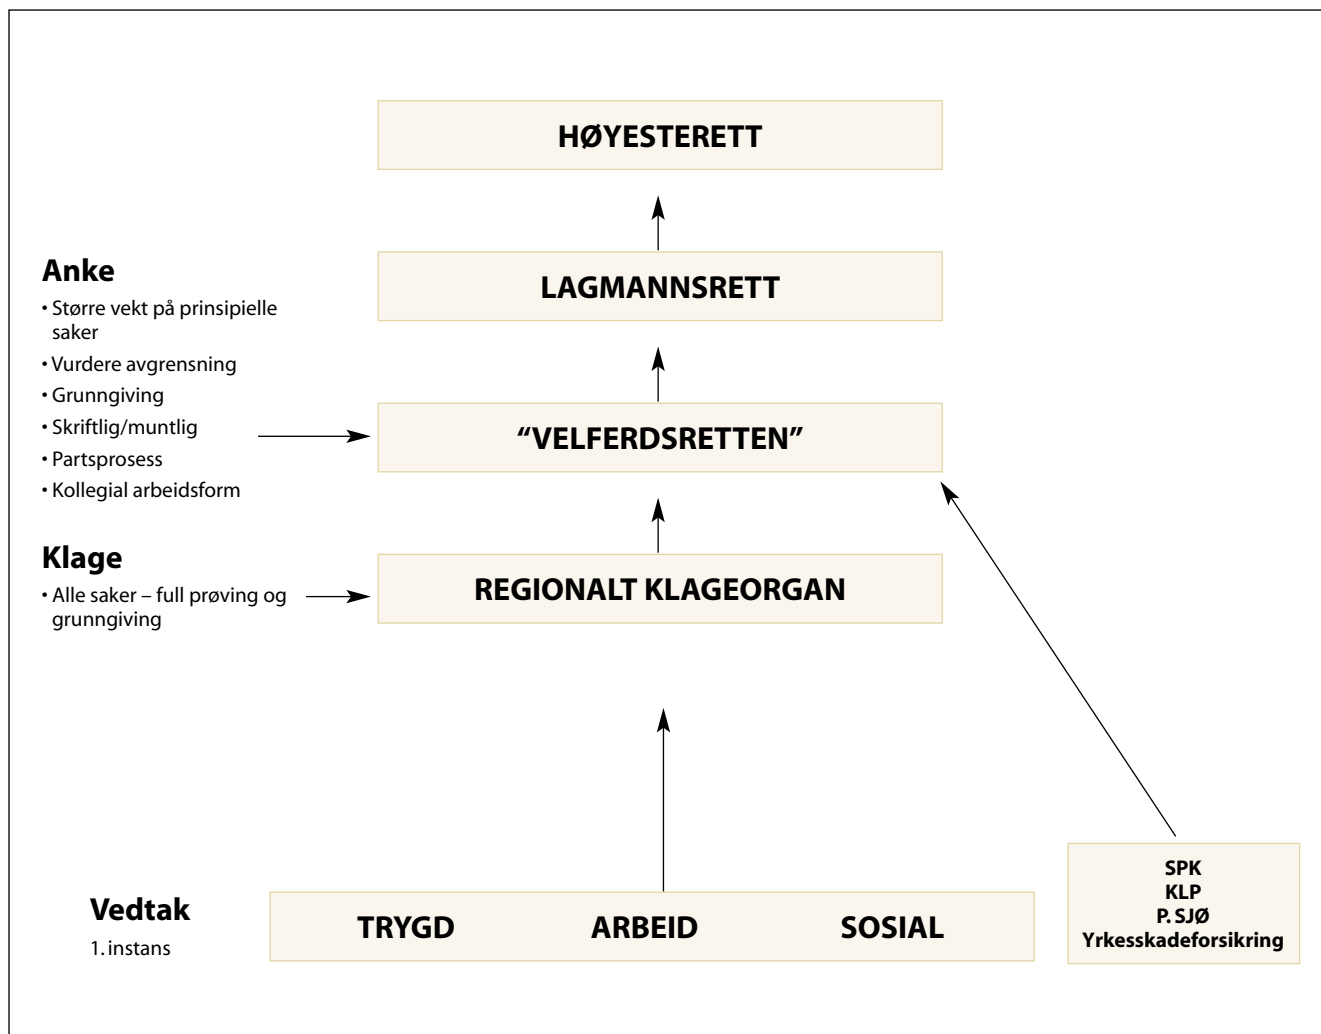 HØYESTERETT
LAGMANNSRETT
Anke
• Større vekt på prinsipielle
saker
• Vurdere avgrensning
• Grunngiving
• Skriftlig/muntlig
• Partsprosess
• Kollegial arbeidsform
“VELFERDSRETTEN”
Klage
• Alle saker – full prøving og
grunngiving
REGIONALT KLAGEORGAN
Vedtak
1. instans
TRYGD ARBEID SOSIAL
SPK
KLP
P. SJØ
Yrkesskadeforsikring